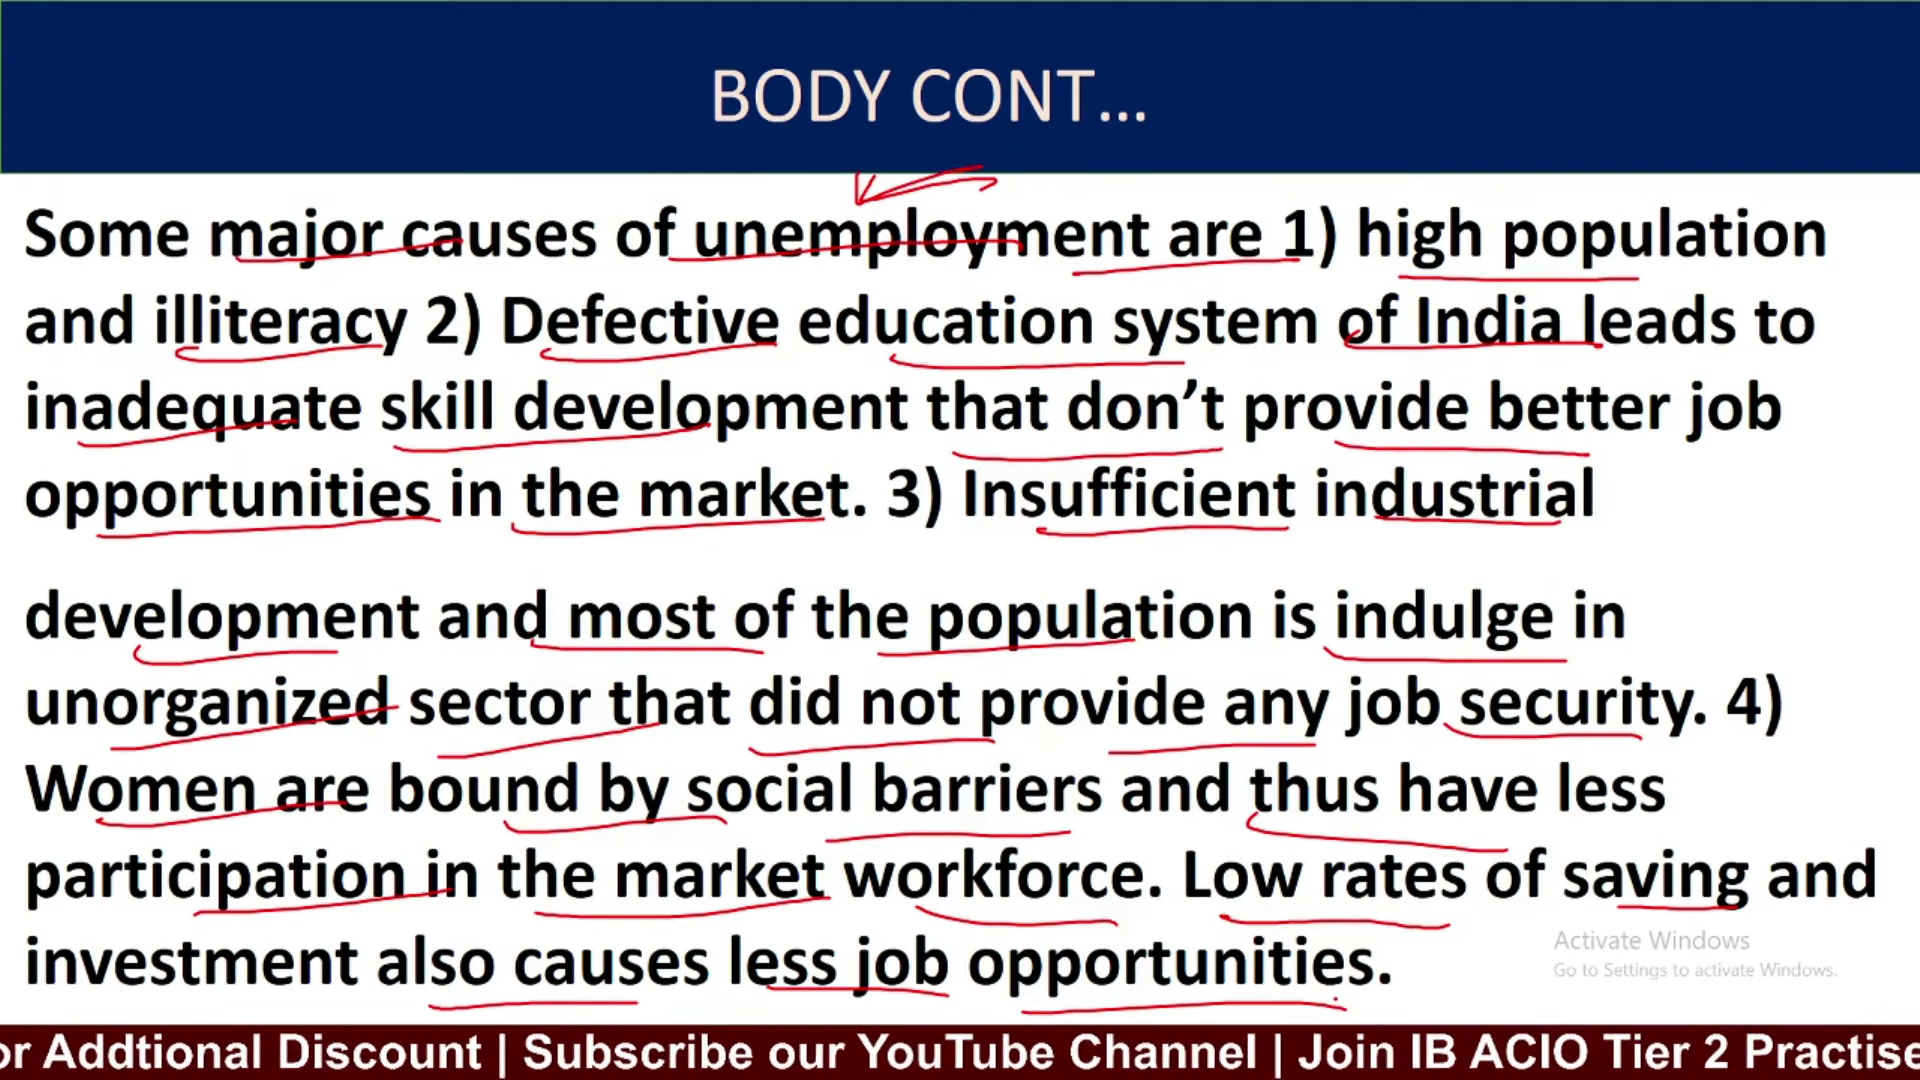 BODY CONT...
Some major causes of unemployment are 1) high population
and illiteracy 2) Defective education system of India leads to
inadequate skill development that don’t provide better job
opportunities in the market. 3) Insufficient industrial
development and most of the population is indulge in
unorganized sector that did not provide any job security. 4)
Women are bound by social barriers and thus have less
participation in the market workforce. Low rates of saving and
investment also causes less job opportunities.
Activate Windows
Go to Settings to activate Windows.
or Addtional Discount | Subscribe our YouTube Channel | Join IB ACIO Tier 2 Practise